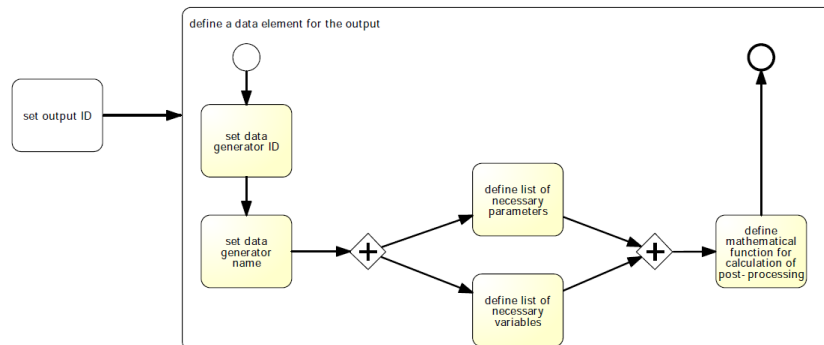 define a data element for the output
set output ID
set data
generator ID
set data
generator
name
define list of
necessary
parameters
define list of
necessary
variables
define
mathematical
function for
calculation of
post- processing